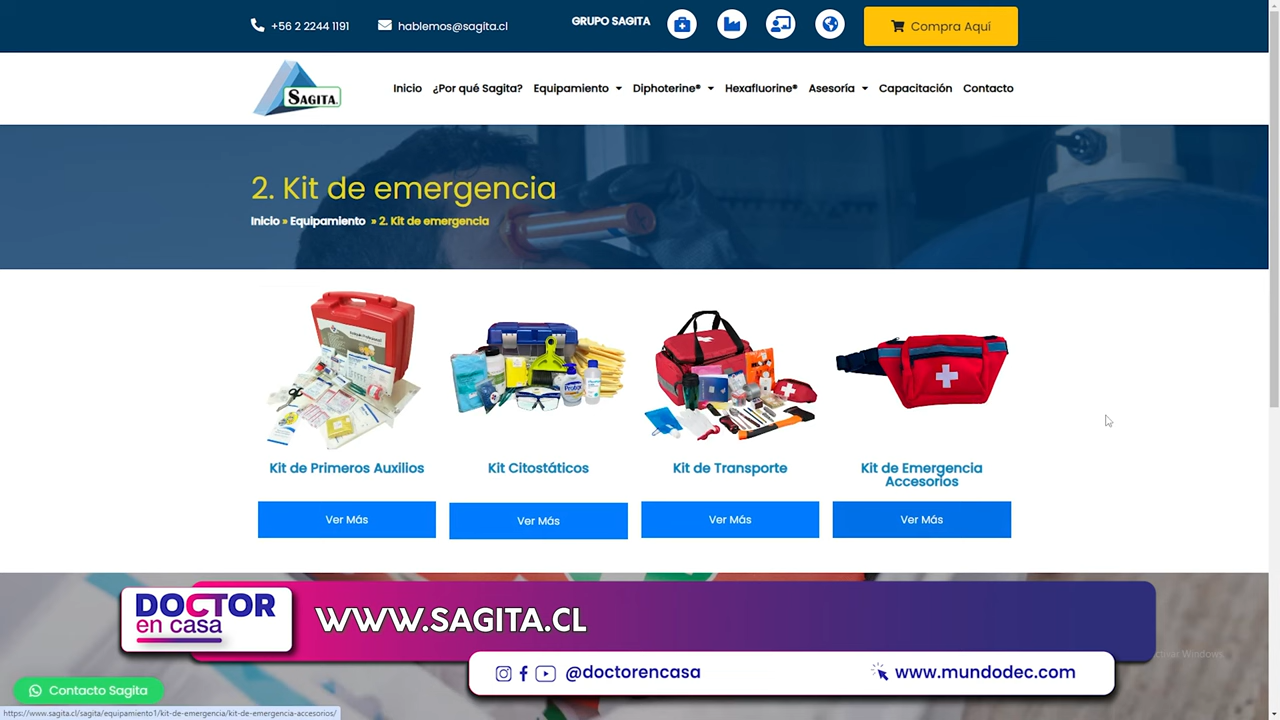 +56 2 2244 1191
hablemos@sagita.cl
GRUPO SAGITA
Compra Aquí
SAGITA.
Inicio
¿Por qué Sagita?
Equipamiento
Diphoterine®
Hexafluorine®
Asesoría
Capacitación
Contacto
2. Kit de emergencia
Inicio » Equipamiento » 2. Kit de emergencia
Kit de Primeros Auxilios
Kit Citostáticos
Kit de Transporte
Kit de Emergencia
Accesorios
Ver Más
Ver Más
Ver Más
Ver Más
DOCTOR
en casa
WWW.SAGITA.CL
@doctorencasa
www.mundodec.com
Contacto Sagita
https://www.sagita.cl/sagita/equipamiento1/kit-de-emergencia/kit-de-emergencia-accesorios/